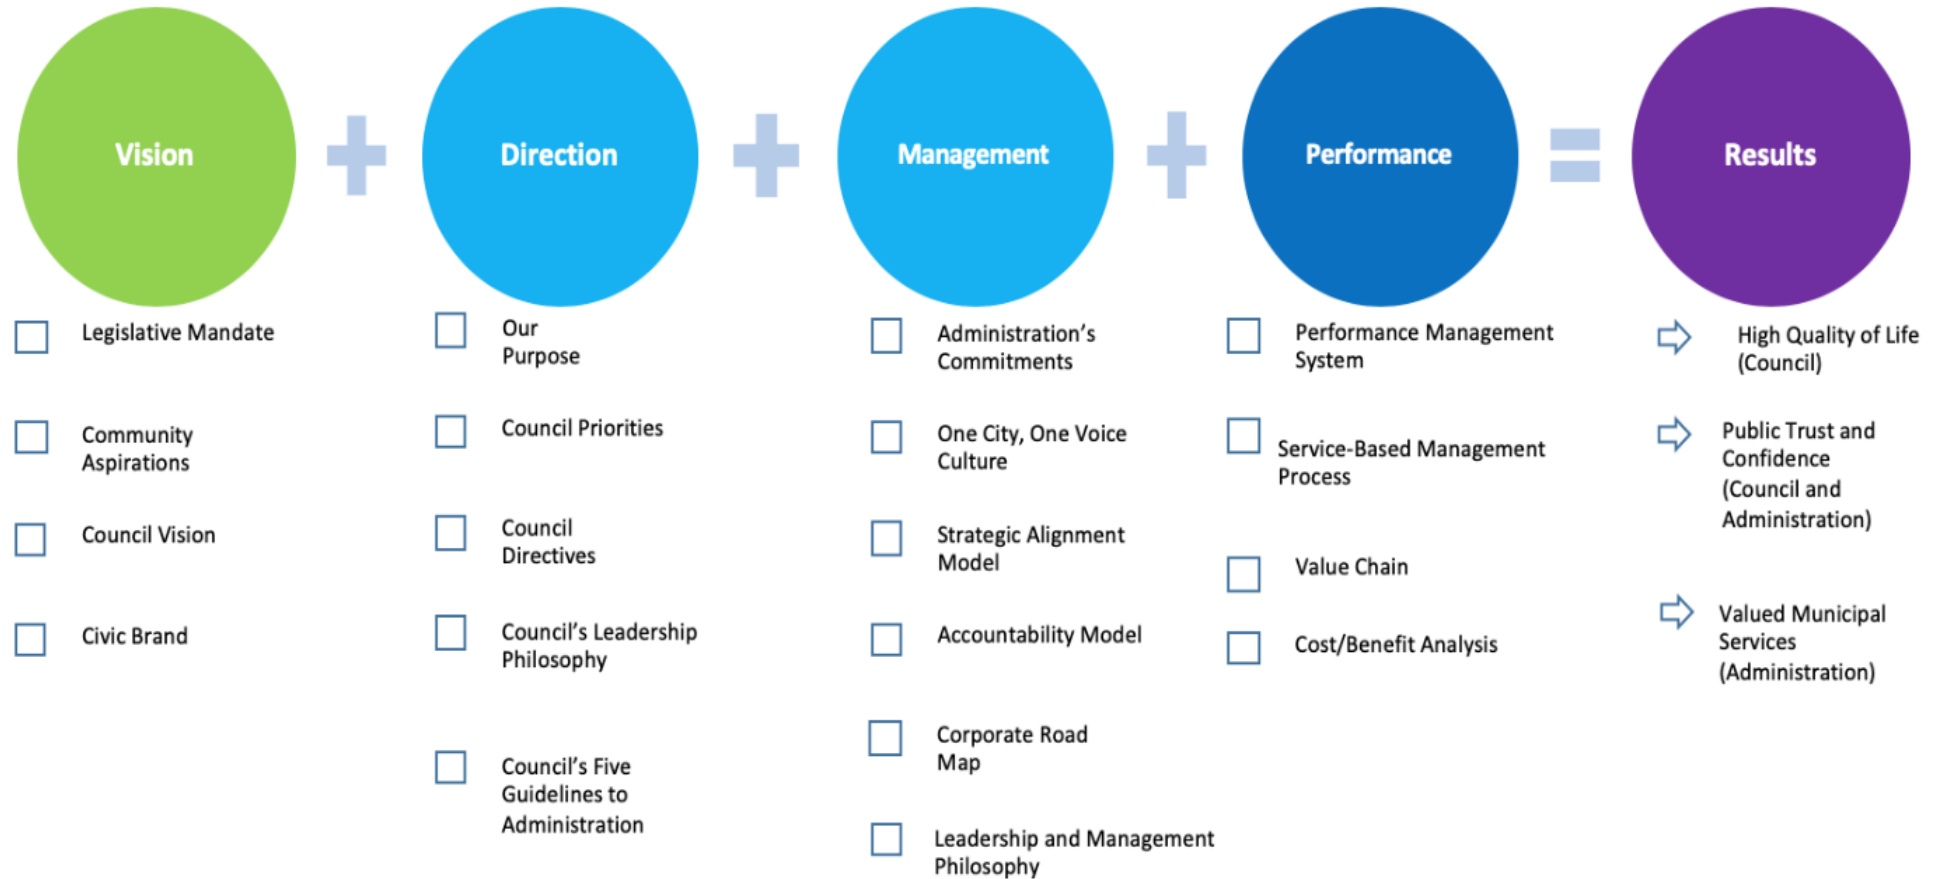 Vision
Direction
Management
Performance
Results
Legislative Mandate
Community
Aspirations
Council Vision
Civic Brand
Our
Purpose
Council Priorities
Council
Directives
Council’s Leadership
Philosophy
Council’s Five
Guidelines to
Administration
Administration’s
Commitments
One City, One Voice
Culture
Strategic Alignment
Model
Accountability Model
Corporate Road
Map
Leadership and Management
Philosophy
Performance Management
System
Service-Based Management
Process
Value Chain
Cost/Benefit Analysis
High Quality of Life
(Council)
Public Trust and
Confidence
(Council and
Administration)
Valued Municipal
Services
(Administration)